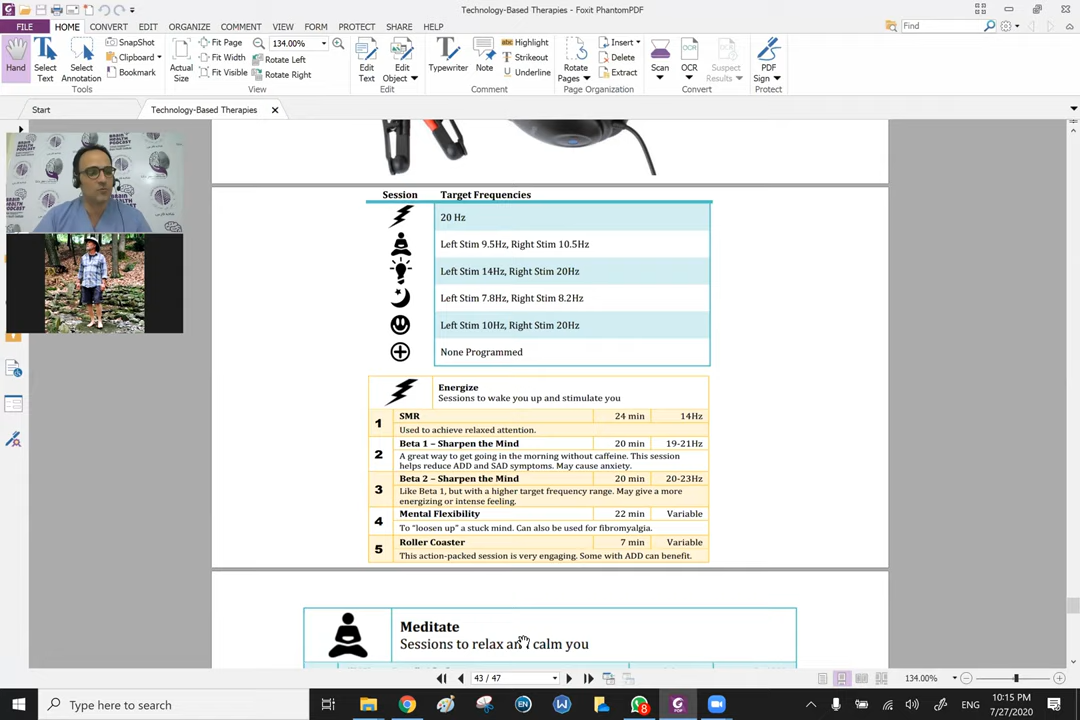 Technology-Based Therapies - Foxit PhantomPDF
FILE HOME CONVERT EDIT ORGANIZE COMMENT VIEW FORM PROTECT SHARE HELP
Find
Hand
Select Text
Select Annotation
SnapShot
Clipboard
Bookmark
Tools
Actual Size
Fit Page
Fit Width
Fit Visible
134.00%
Rotate Left
Rotate Right
View
Edit Text
Edit Object
Edit
Typewriter
Note
Highlight
Strikeout
Underline
Comment
Rotate Pages
Insert
Delete
Extract
Page Organization
Scan
OCR
Suspect Results
Convert
PDF Sign
Protect
Start
Technology-Based Therapies
BRAIN HEALTH PODCAST
Session Target Frequencies
20 Hz
Left Stim 9.5Hz, Right Stim 10.5Hz
Left Stim 14Hz, Right Stim 20Hz
Left Stim 7.8Hz, Right Stim 8.2Hz
Left Stim 10Hz, Right Stim 20Hz
None Programmed
Energize
Sessions to wake you up and stimulate you
1 SMR 24 min 14Hz
Used to achieve relaxed attention.
2 Beta 1 – Sharpen the Mind 20 min 19-21Hz
A great way to get going in the morning without caffeine. This session
helps reduce ADD and SAD symptoms. May cause anxiety.
3 Beta 2 – Sharpen the Mind 20 min 20-23Hz
Like Beta 1, but with a higher target frequency range. May give a more
energizing or intense feeling.
4 Mental Flexibility 22 min Variable
To "loosen up" a stuck mind. Can also be used for fibromyalgia.
5 Roller Coaster 7 min Variable
This action-packed session is very engaging. Some with ADD can benefit.
Meditate
Sessions to relax and calm you
43 / 47
134.00%
Type here to search
EN
8
ENG
10:15 PM
7/27/2020